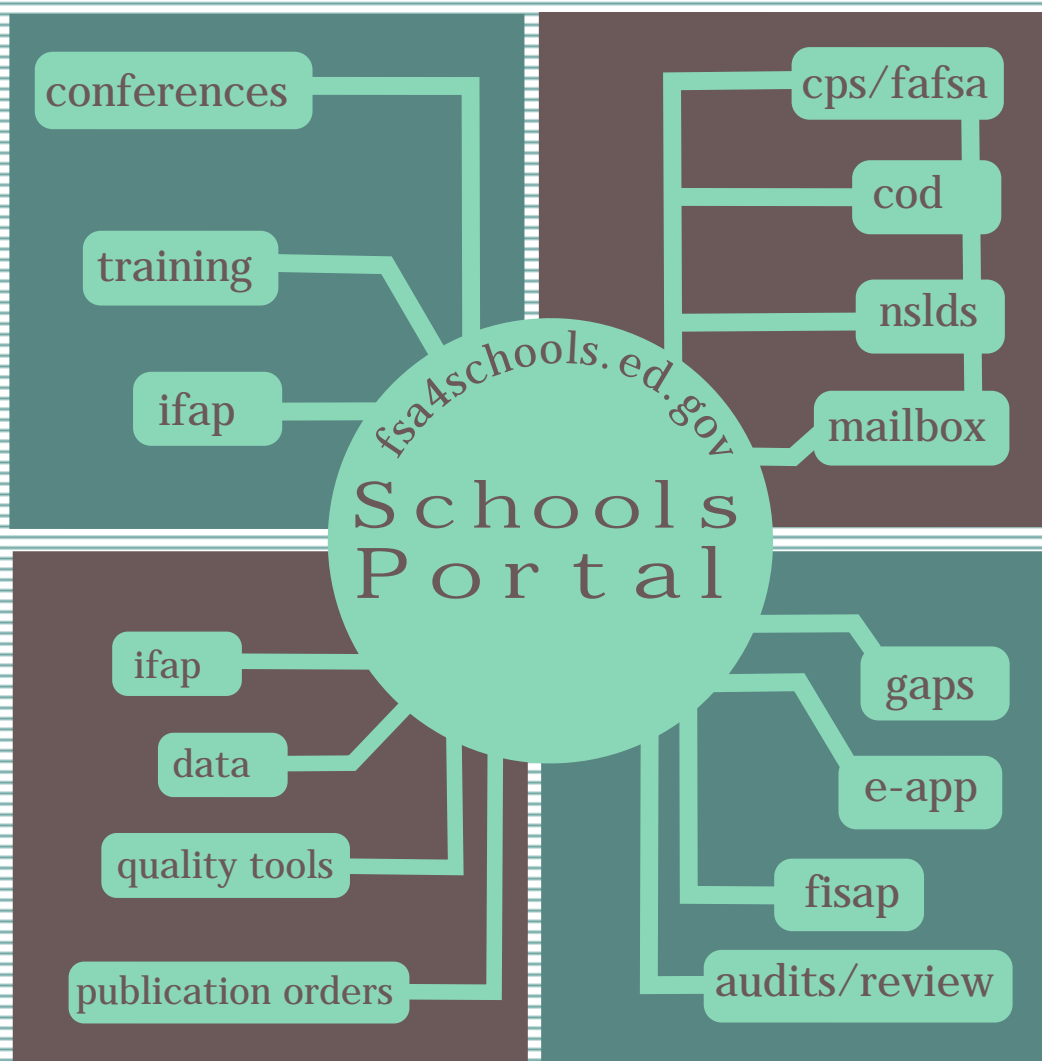 conferences
training
ifap
cps/fafsa
cod
nslds
mailbox
fsa4schools.ed.gov
Schools
Portal
ifap
data
quality tools
publication orders
gaps
e-app
fisap
audits/review